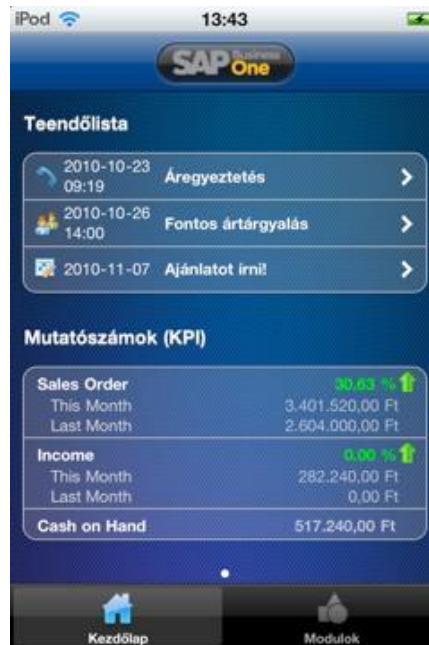 iPod 13:43
SAP Business One
Teendőlista
2010-10-23
09:19 Áregyeztetés
2010-10-26
14:00 Fontos ártárgyalás
2010-11-07 Ajánlatot írni!
Mutatószámok (KPI)
Sales Order 30.63 %
This Month 3.401.520,00 Ft
Last Month 2.604.000,00 Ft
Income 0.00 %
This Month 282.240,00 Ft
Last Month 0,00 Ft
Cash on Hand 517.240,00 Ft
Kezdőlap Modulok